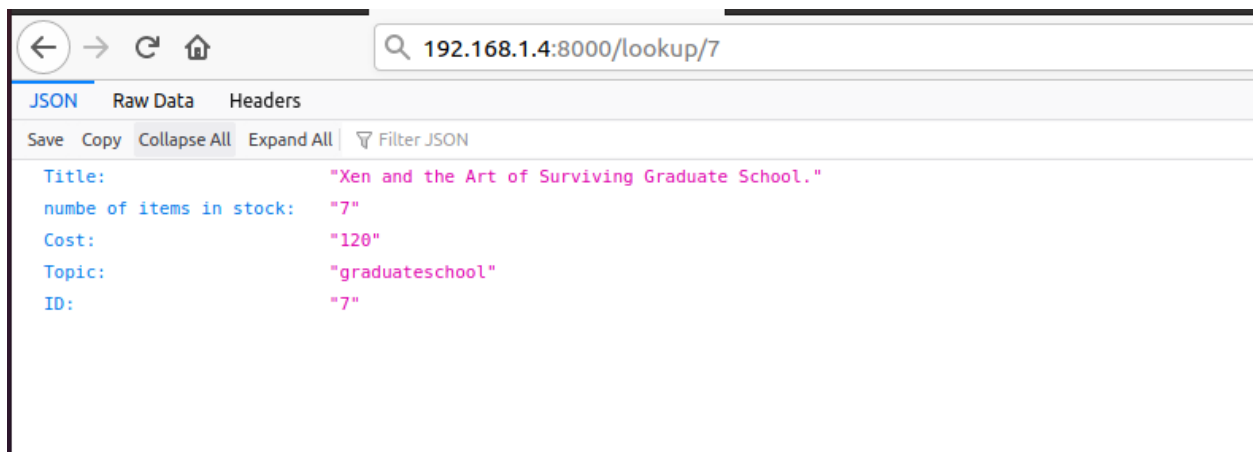 192.168.1.4:8000/lookup/7
JSON Raw Data Headers
Save Copy Collapse All Expand All Filter JSON
Title: "Xen and the Art of Surviving Graduate School."
numbe of items in stock: "7"
Cost: "120"
Topic: "graduateschool"
ID: "7"